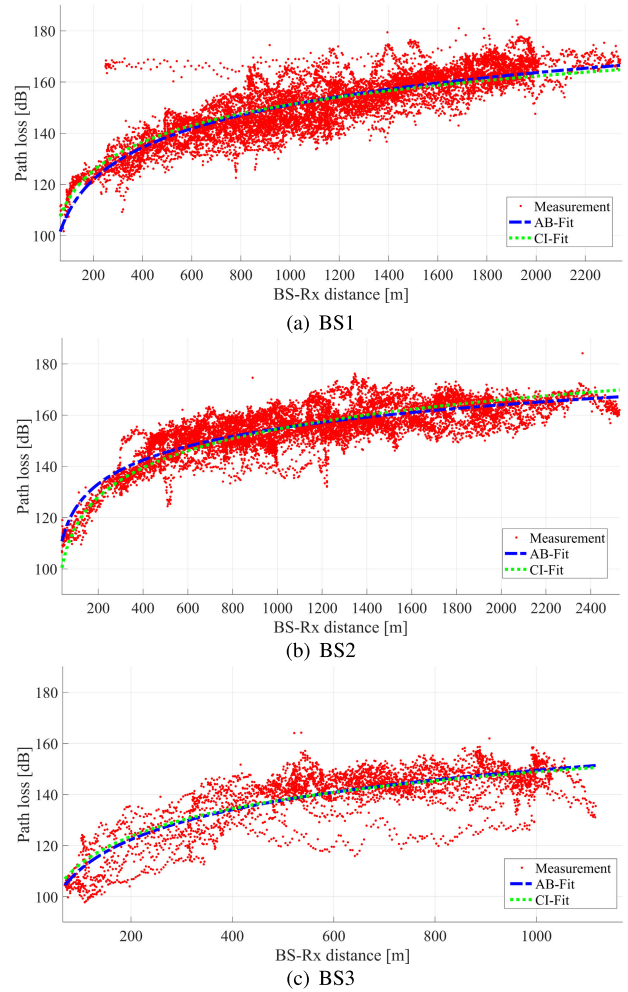 180
160
140
120
100
Path loss [dB]
Measurement
AB-Fit
CI-Fit
200 400 600 800 1000 1200 1400 1600 1800 2000 2200
BS-Rx distance [m]
(a) BS1
180
160
140
120
100
Path loss [dB]
Measurement
AB-Fit
CI-Fit
200 400 600 800 1000 1200 1400 1600 1800 2000 2200 2400
BS-Rx distance [m]
(b) BS2
180
160
140
120
100
Path loss [dB]
Measurement
AB-Fit
CI-Fit
200 400 600 800 1000
BS-Rx distance [m]
(c) BS3